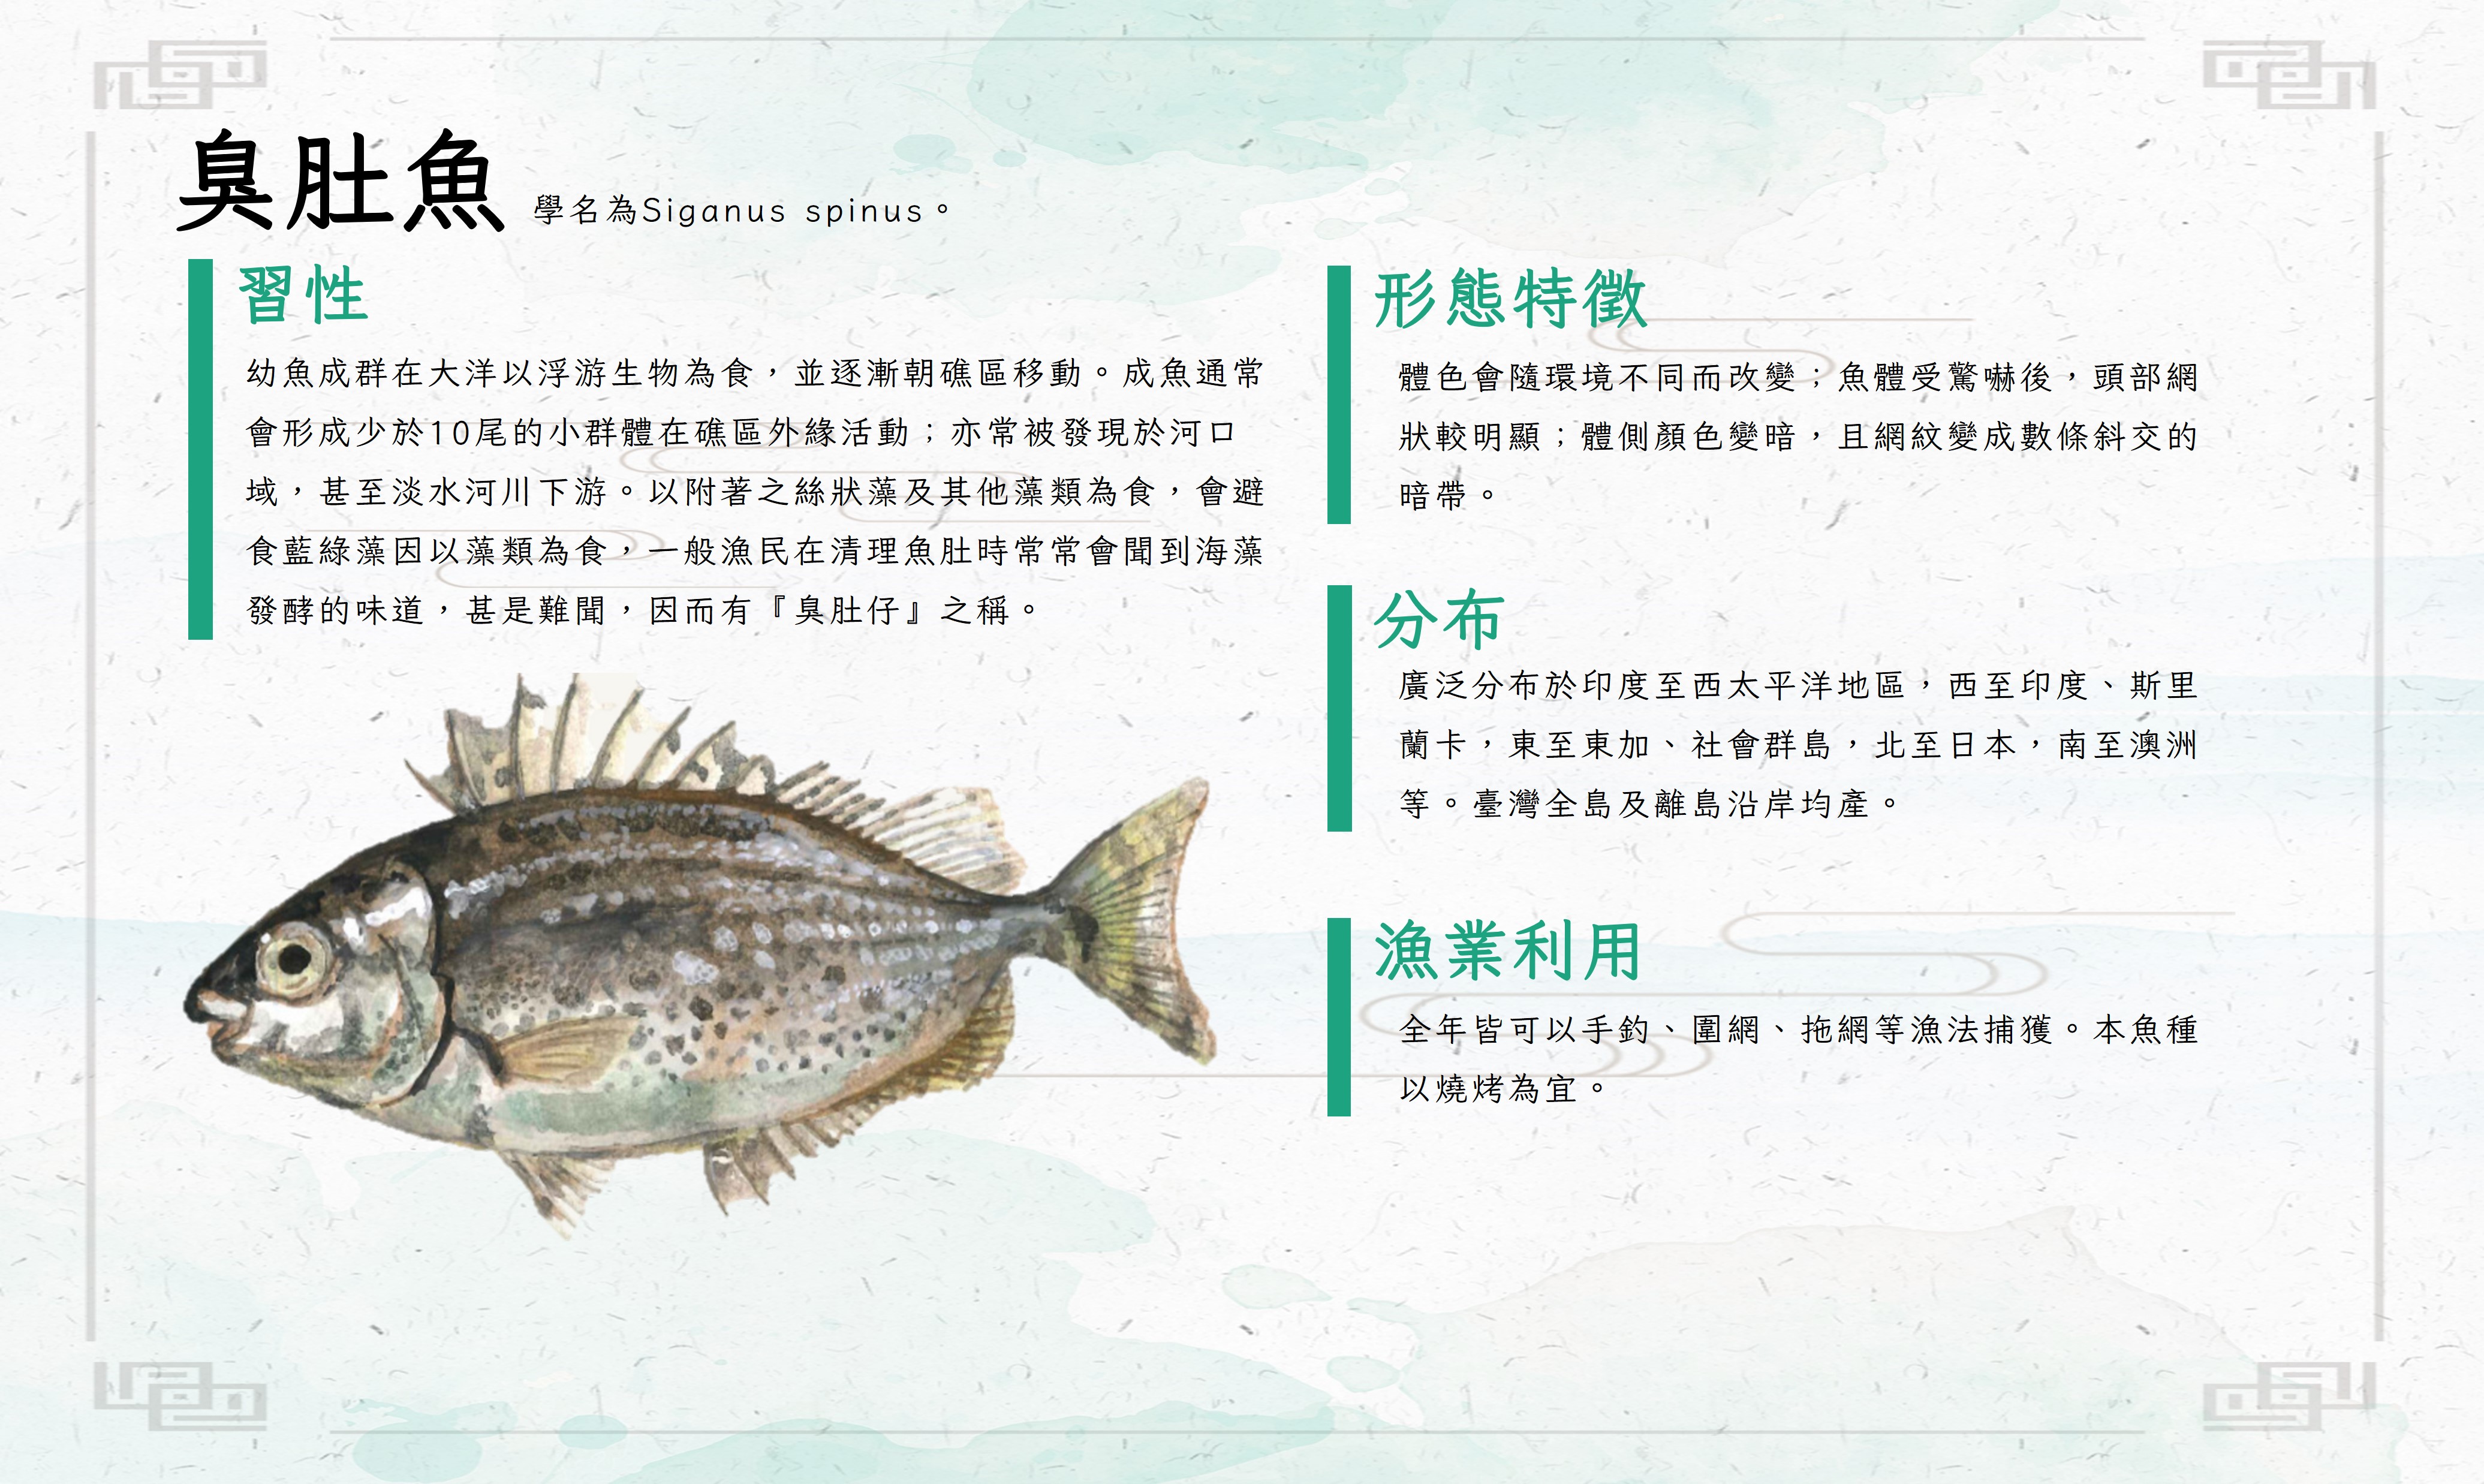 臭肚魚 學名為Siganus spinus。
習性
幼魚成群在大洋以浮游生物為食，並逐漸朝礁區移動。成魚通常
會形成少於10尾的小群體在礁區外緣活動；亦常被發現於河口
域，甚至淡水河川下游。以附著之絲狀藻及其他藻類為食，會避
食藍綠藻因以藻類為食，一般漁民在清理魚肚時常常會聞到海藻
發酵的味道，甚是難聞，因而有『臭肚仔』之稱。
形態特徵
體色會隨環境不同而改變；魚體受驚嚇後，頭部網
狀較明顯；體側顏色變暗，且網紋變成數條斜交的
暗帶。
分布
廣泛分布於印度至西太平洋地區，西至印度、斯里
蘭卡，東至東加、社會群島，北至日本，南至澳洲
等。臺灣全島及離島沿岸均產。
漁業利用
全年皆可以手釣、圍網、拖網等漁法捕獲。本魚種
以燒烤為宜。